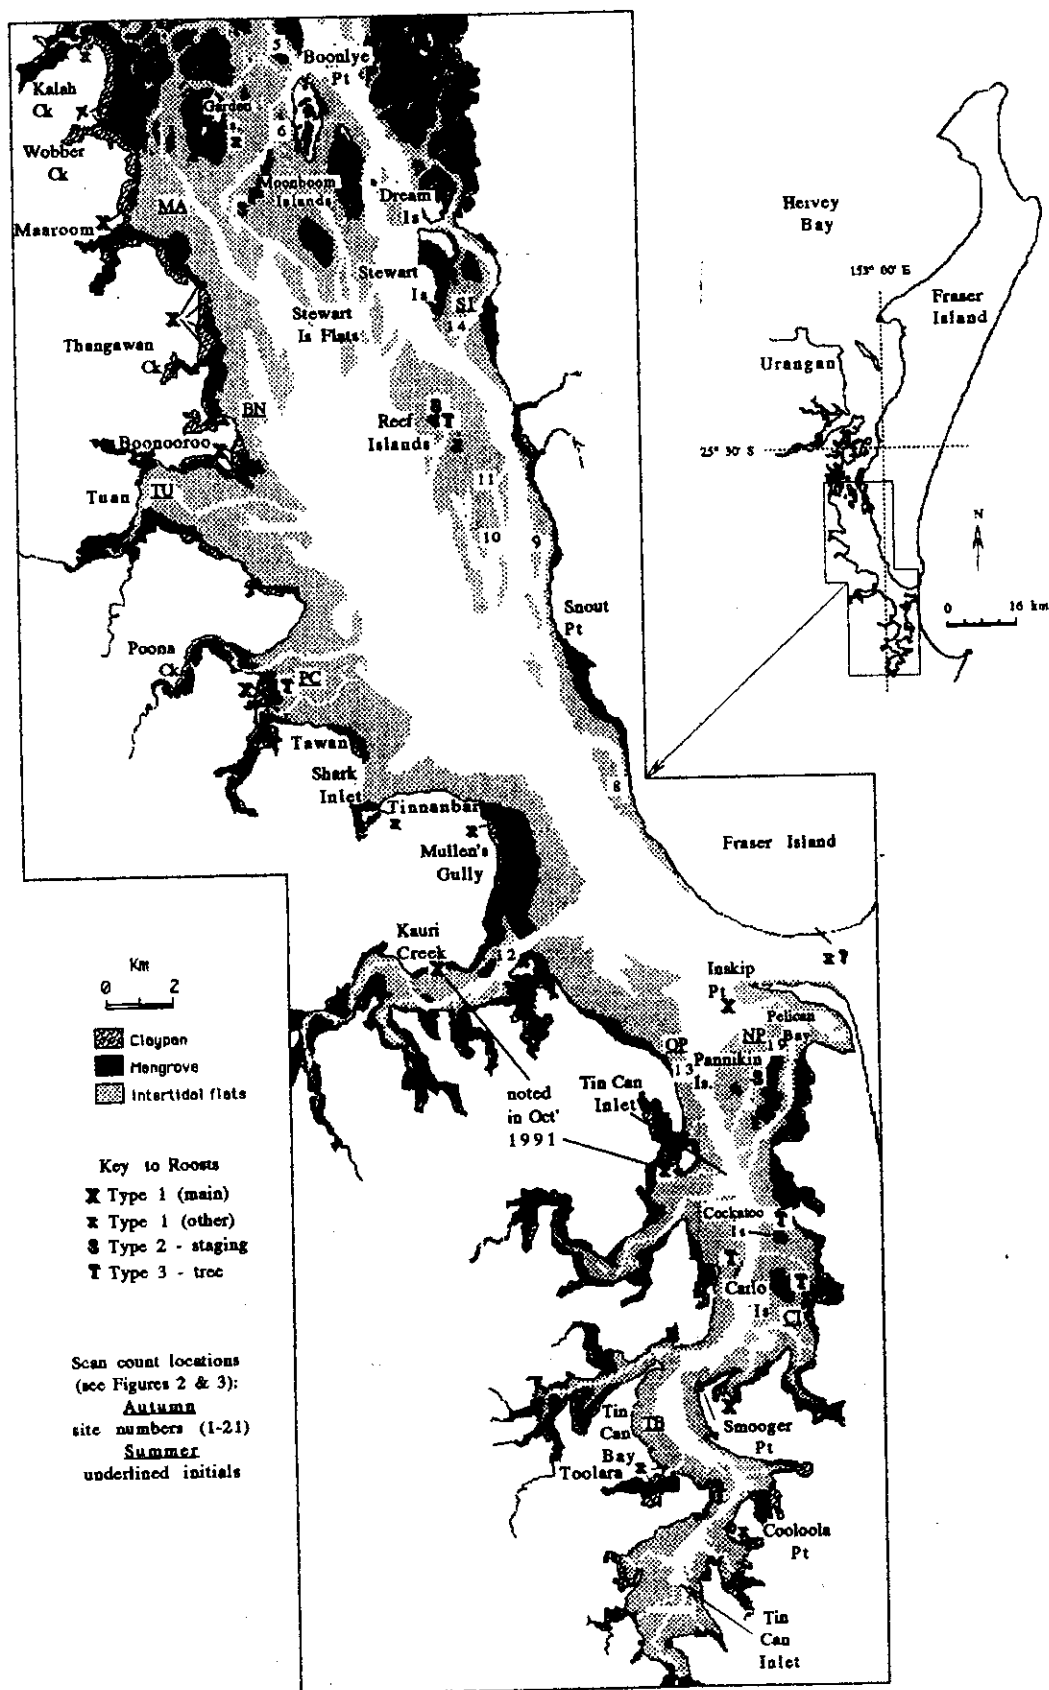 5
Boonlye
Pt
Kalah
Ck
Garden
Is.
x
6
Wobber
Ck
Moonboom
Islands
MA
S
Dream
Is
X
Maaroom
Stewart
Is
SI
14
Stewart
Is Flats
X
Thangawan
Ck
BN
S
Reef T
Islands
x
Boonooroo
11
Tuan
TU
10
9
Snout
Pt
Poona
Ck
X T PC
Tawan
Shark
Inlet
Tinnanbar
x
x
Mullen's
Gully
8
Fraser Island
Kauri
Creek
12
x ?
Inskip
Pt
X
Pelican
Bay
NP
19
OP
13
Pannikin
Is.
S
Tin Can
Inlet
noted
in Oct'
1991
x
Cockatoo
Is
T
T
Carlo
Is
T
CI
X
Smooger
Pt
Tin
Can
Bay
TB
Toolara
x
x
Cooloola
Pt
Tin
Can
Inlet
Hervey
Bay
153° 00' E
Fraser
Island
Urangan
25° 30' S
N
0 16 km
Km
0 2
Claypan
Mangrove
Intertidal flats
Key to Roosts
X Type 1 (main)
x Type 1 (other)
S Type 2 - staging
T Type 3 - tree
Scan count locations
(see Figures 2 & 3):
Autumn
site numbers (1-21)
Summer
underlined initials